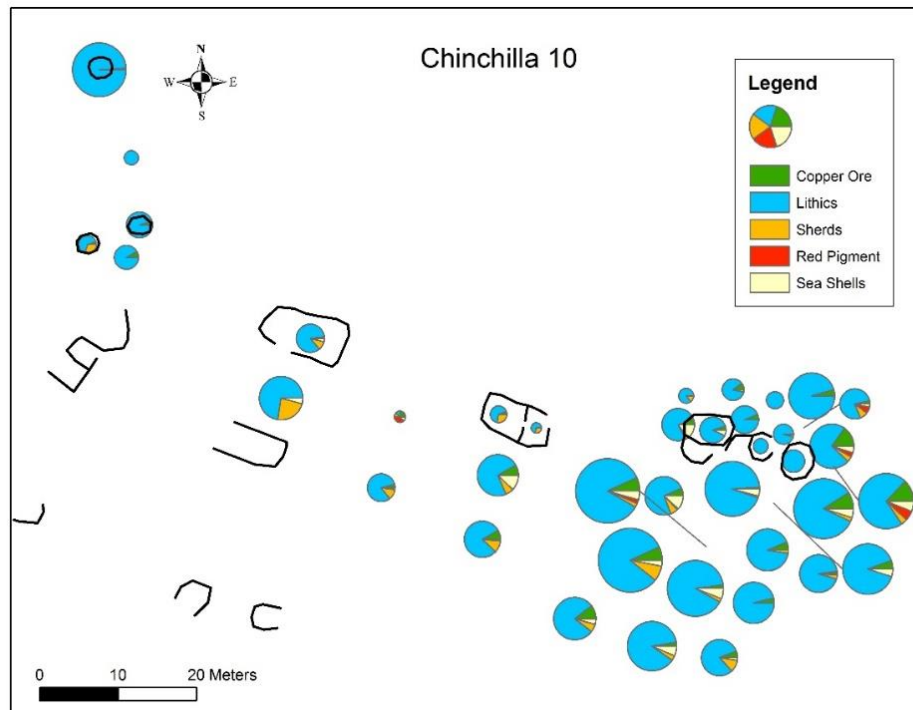 Chinchilla 10
N
W E
S
Legend
Copper Ore
Lithics
Sherds
Red Pigment
Sea Shells
0 10 20 Meters